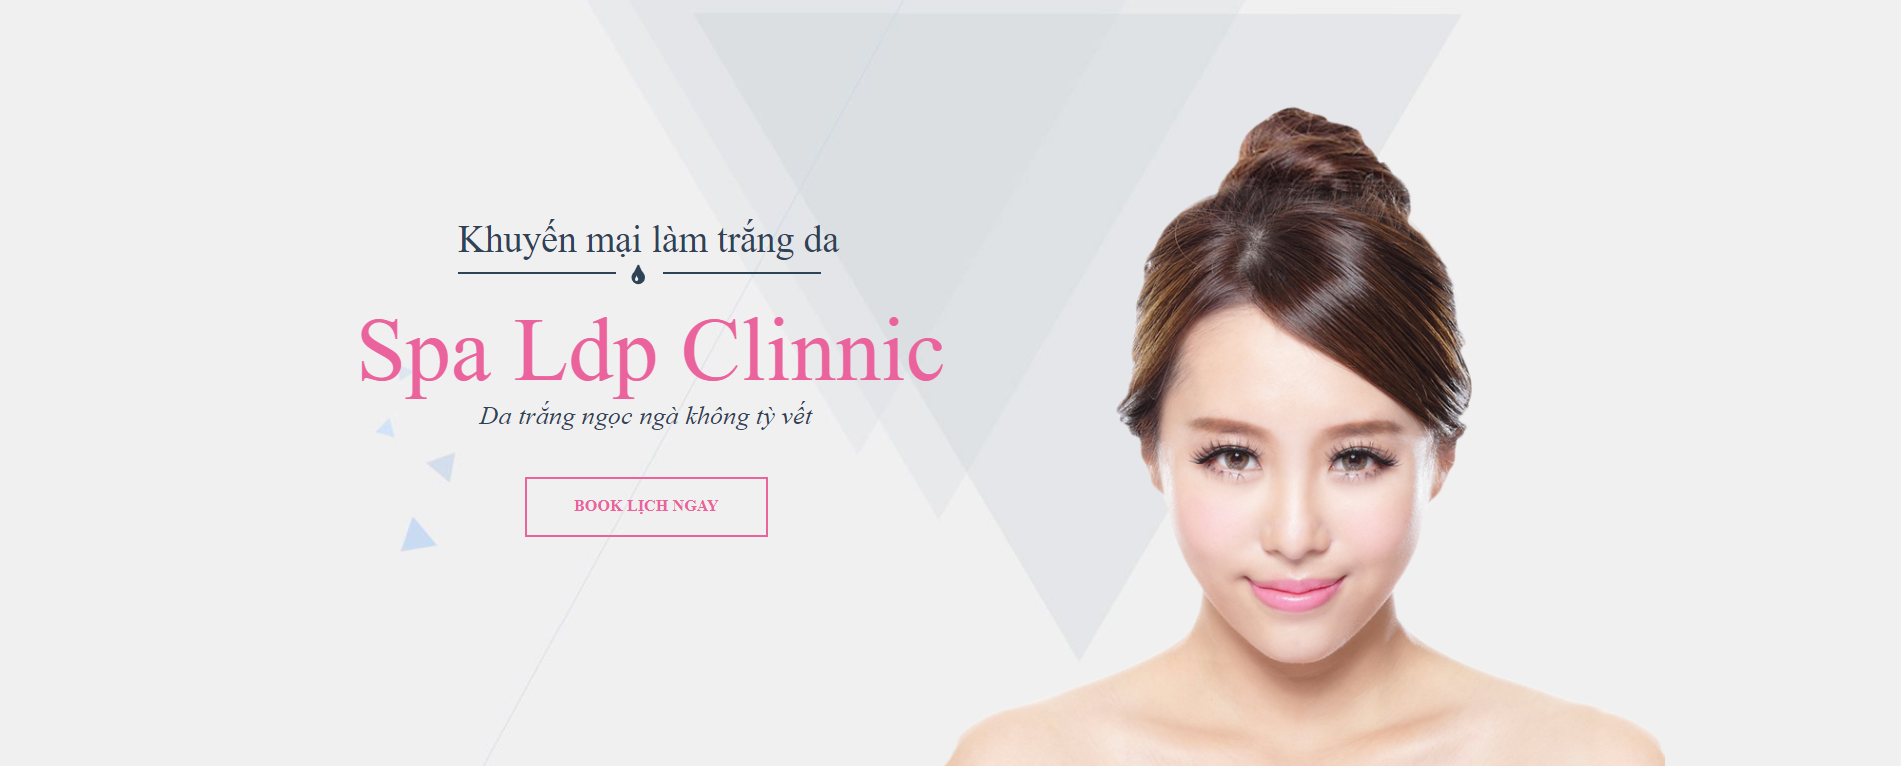 Khuyến mại làm trắng da
Spa Ldp Clinnic
Da trắng ngọc ngà không tỳ vết
BOOK LỊCH NGAY